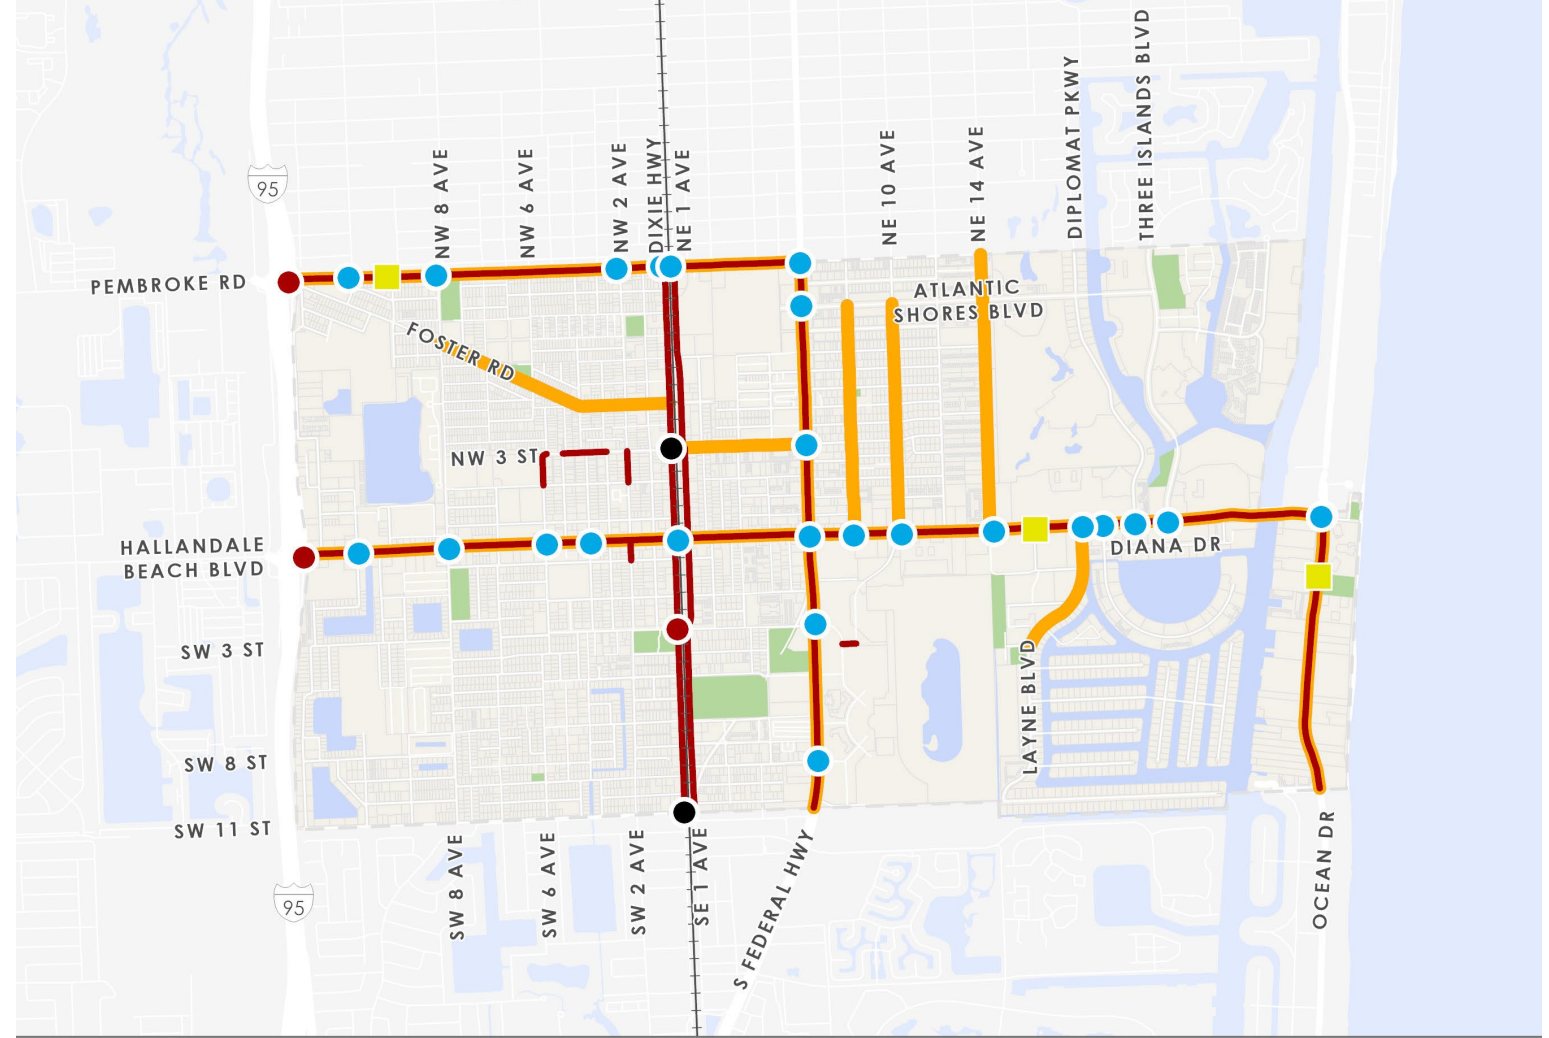 NW 8 AVE
NW 6 AVE
NW 2 AVE
DIXIE HWY
NE 1 AVE
NE 10 AVE
NE 14 AVE
DIPLOMAT PKWY
THREE ISLANDS BLVD
95
PEMBROKE RD
ATLANTIC
SHORES BLVD
FOSTER RD
NW 3 ST
HALLANDALE
BEACH BLVD
DIANA DR
SW 3 ST
LAYNE BLVD
SW 8 ST
SW 11 ST
95
SW 8 AVE
SW 6 AVE
SW 2 AVE
SE 1 AVE
S FEDERAL HWY
OCEAN DR